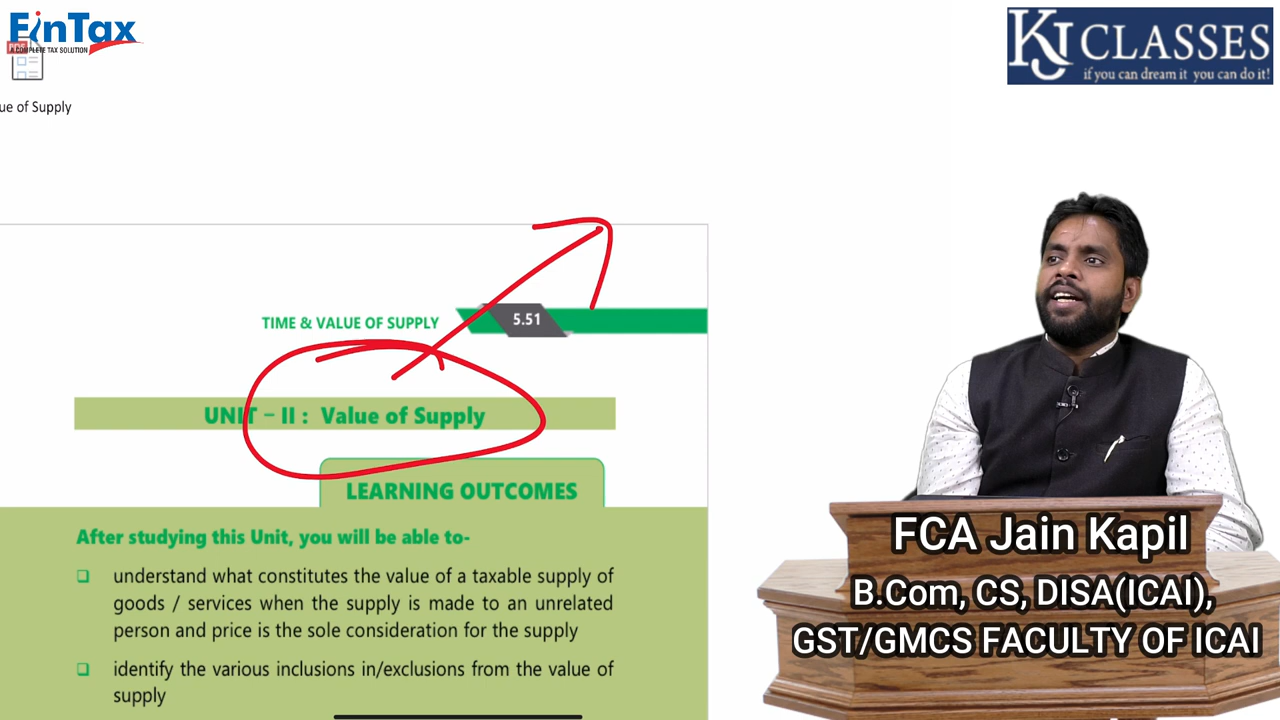 FinTax
A COMPLETE TAX SOLUTION
ue of Supply
KJ CLASSES
if you can dream it you can do it!
TIME & VALUE OF SUPPLY
5.51
UNIT – II : Value of Supply
LEARNING OUTCOMES
After studying this Unit, you will be able to-
understand what constitutes the value of a taxable supply of
goods / services when the supply is made to an unrelated
person and price is the sole consideration for the supply
identify the various inclusions in/exclusions from the value of
supply
FCA Jain Kapil
B.Com, CS, DISA(ICAI),
GST/GMCS FACULTY OF ICAI